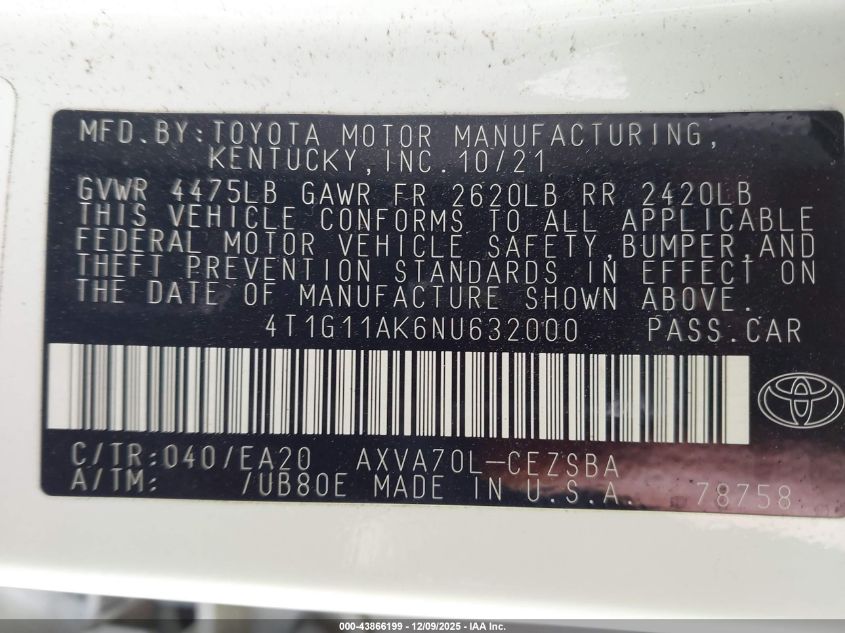 MFD.BY:TOYOTA MOTOR MANUFACTURING,
KENTUCKY,INC.10/21
GVWR 4475LB GAWR FR 2620LB RR 2420LB
THIS VEHICLE CONFORMS TO ALL APPLICABLE
FEDERAL MOTOR VEHICLE SAFETY,BUMPER,AND
THEFT PREVENTION STANDARDS IN EFFECT ON
THE DATE OF MANUFACTURE SHOWN ABOVE.
4T1G11AK6NU632000 PASS.CAR
C/TR:040/EA20 AXVA70L-CEZSBA
A/TM: /UB80E MADE IN U.S.A. 78758
000-43866199 - 12/09/2025 - IAA Inc.